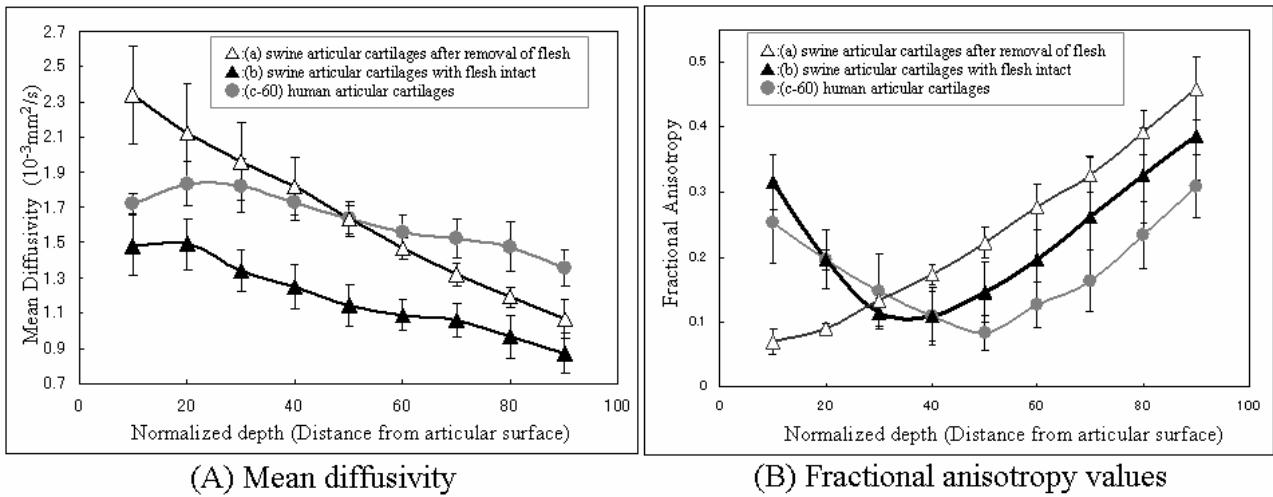 2.7
2.5
2.3
2.1
1.9
1.7
1.5
1.3
1.1
0.9
0.7
Mean Diffusivity (10-3mm2/s)
:(a) swine articular cartilages after removal of flesh
:(b) swine articular cartilages with flesh intact
:(c-60) human articular cartilages
0 20 40 60 80 100
Normalized depth (Distance from articular surface)
(A) Mean diffusivity
0.5
0.4
0.3
0.2
0.1
0
Fractional Anisotropy
:(a) swine articular cartilages after removal of flesh
:(b) swine articular cartilages with flesh intact
:(c-60) human articular cartilages
0 20 40 60 80 100
Normalized depth (Distance from articular surface)
(B) Fractional anisotropy values